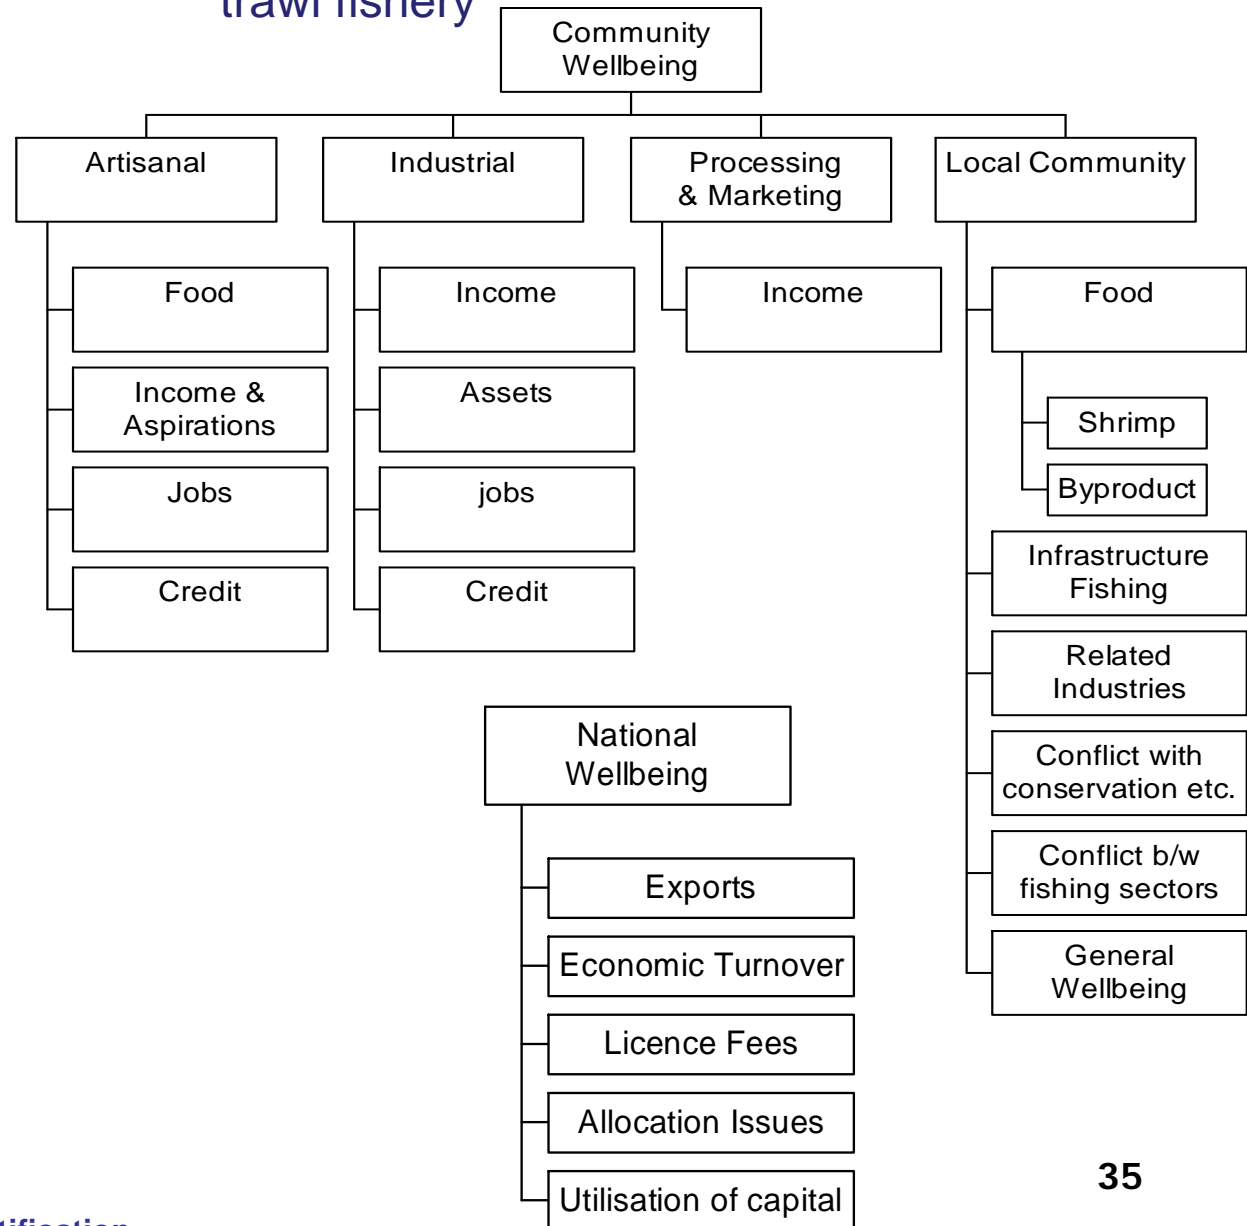 trawl fishery
Community
Wellbeing
Artisanal
Industrial
Processing
& Marketing
Local Community
Food
Income &
Aspirations
Jobs
Credit
Income
Assets
jobs
Credit
Income
Food
Shrimp
Byproduct
Infrastructure
Fishing
Related
Industries
Conflict with
conservation etc.
Conflict b/w
fishing sectors
General
Wellbeing
National
Wellbeing
Exports
Economic Turnover
Licence Fees
Allocation Issues
Utilisation of capital
35